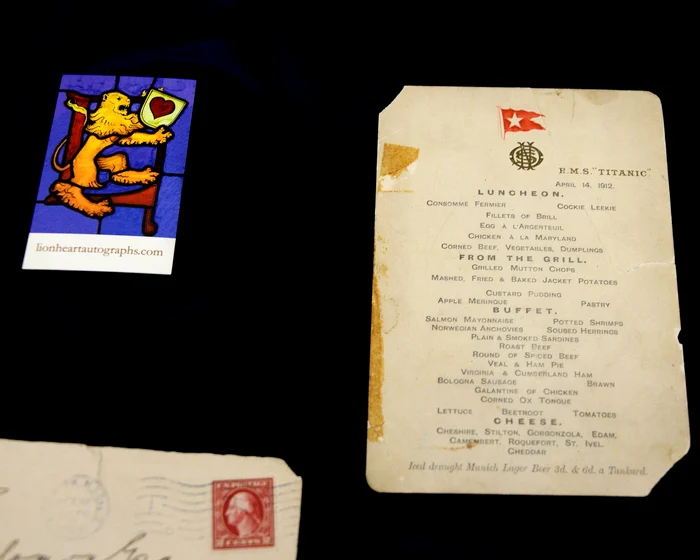 lionheartautographs.com
R.M.S. "TITANIC"
APRIL 14, 1912.
LUNCHEON.
CONSOMMÉ FERMIER COCKIE LEEKIE
FILLETS OF BRILL
EGG À L'ARGENTEUIL
CHICKEN À LA MARYLAND
CORNED BEEF, VEGETABLES, DUMPLINGS
FROM THE GRILL.
GRILLED MUTTON CHOPS
MASHED, FRIED & BAKED JACKET POTATOES
CUSTARD PUDDING
APPLE MERINGUE PASTRY
BUFFET.
SALMON MAYONNAISE POTTED SHRIMPS
NORWEGIAN ANCHOVIES SOUSED HERRINGS
PLAIN & SMOKED SARDINES
ROAST BEEF
ROUND OF SPICED BEEF
VEAL & HAM PIE
VIRGINIA & CUMBERLAND HAM
BOLOGNA SAUSAGE BRAWN
GALANTINE OF CHICKEN
CORNED OX TONGUE
LETTUCE BEETROOT TOMATOES
CHEESE.
CHESHIRE, STILTON, GORGONZOLA, EDAM,
CAMEMBERT, ROQUEFORT, ST. IVEL.
CHEDDAR
Iced draught Munich Lager Beer 3d. & 6d. a Tankard.